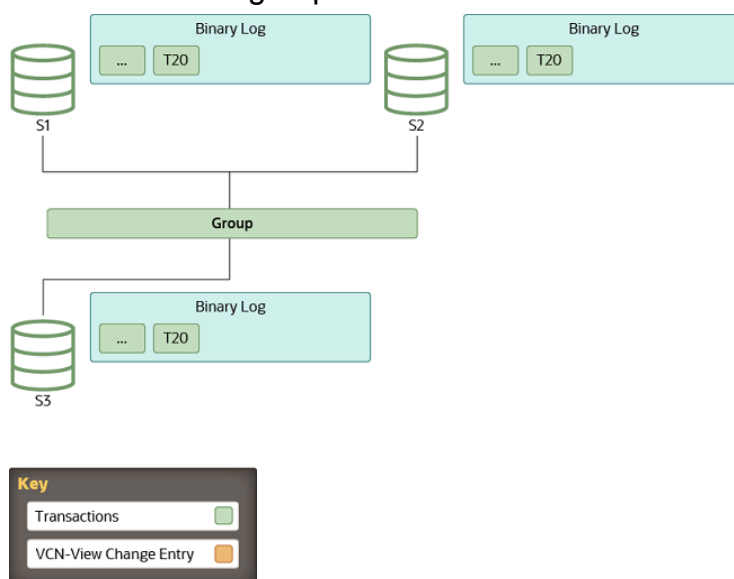 Binary Log
... T20
Binary Log
... T20
S1
S2
Group
Binary Log
... T20
S3
Key
Transactions
VCN-View Change Entry